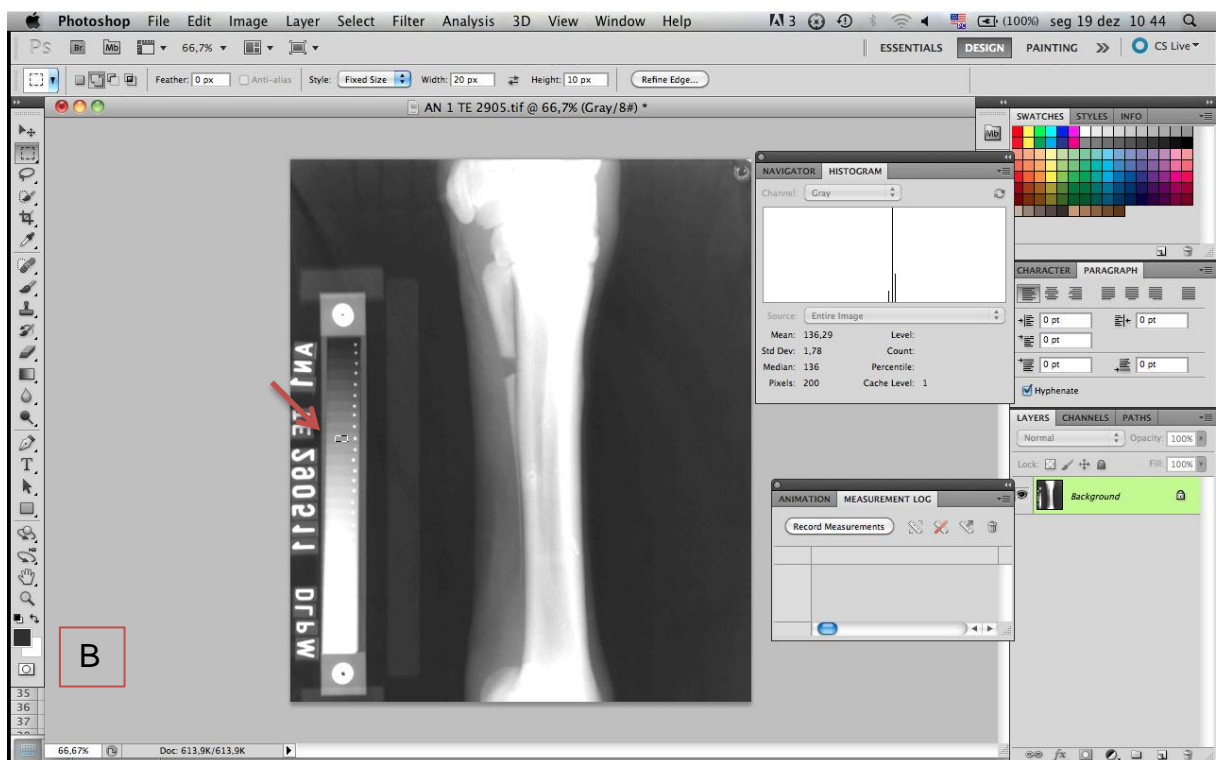 Photoshop File Edit Image Layer Select Filter Analysis 3D View Window Help 3 (100%) seg 19 dez 10 44
Ps Br Mb 66,7% ESSENTIALS DESIGN PAINTING CS Live
Feather: 0 px Anti-alias Style: Fixed Size Width: 20 px Height: 10 px Refine Edge...
AN 1 TE 2905.tif @ 66,7% (Gray/8#) *
Mb
SWATCHES STYLES INFO
NAVIGATOR HISTOGRAM
Channel: Gray
Source: Entire Image
Mean: 136,29 Level:
Std Dev: 1,78 Count:
Median: 136 Percentile:
Pixels: 200 Cache Level: 1
CHARACTER PARAGRAPH
0 pt 0 pt
0 pt
0 pt 0 pt
Hyphenate
LAYERS CHANNELS PATHS
Normal Opacity: 100%
Lock: Fill: 100%
Background
ANIMATION MEASUREMENT LOG
Record Measurements
AN1 TE 290511 DLPW
B
35
36
37
66,67% Doc: 613,9K/613,9K
fx